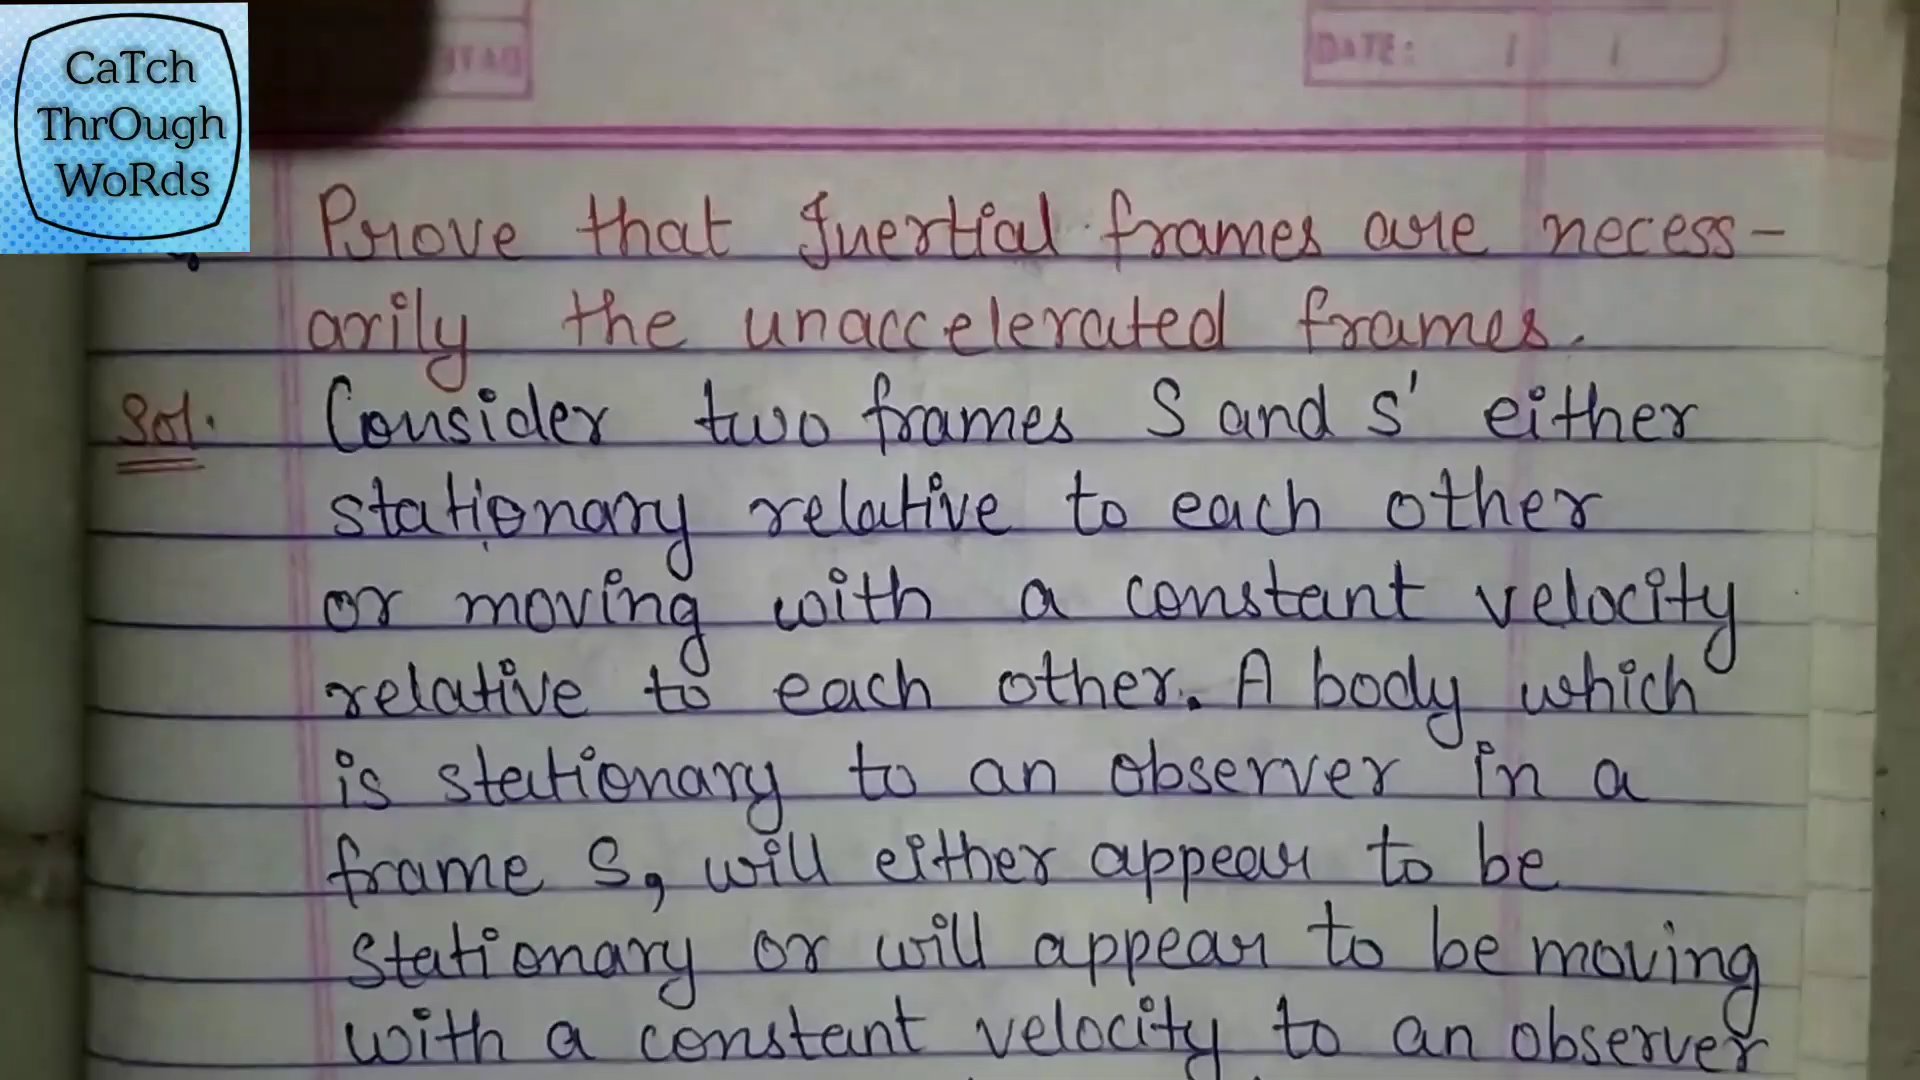 CaTch
ThrOugh
WoRds
DATE:
Prove that Inertial frames are necess-
arily the unaccelerated frames.
Sol. Consider two frames S and S' either
stationary relative to each other
or moving with a constant velocity
relative to each other. A body which
is stationary to an observer in a
frame S, will either appear to be
stationary or will appear to be moving
with a constant velocity to an observer